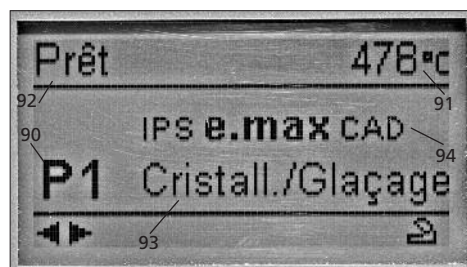 Prêt 478°C
92 91
90 IPS e.max CAD 94
P1 Cristall./Glaçage
93